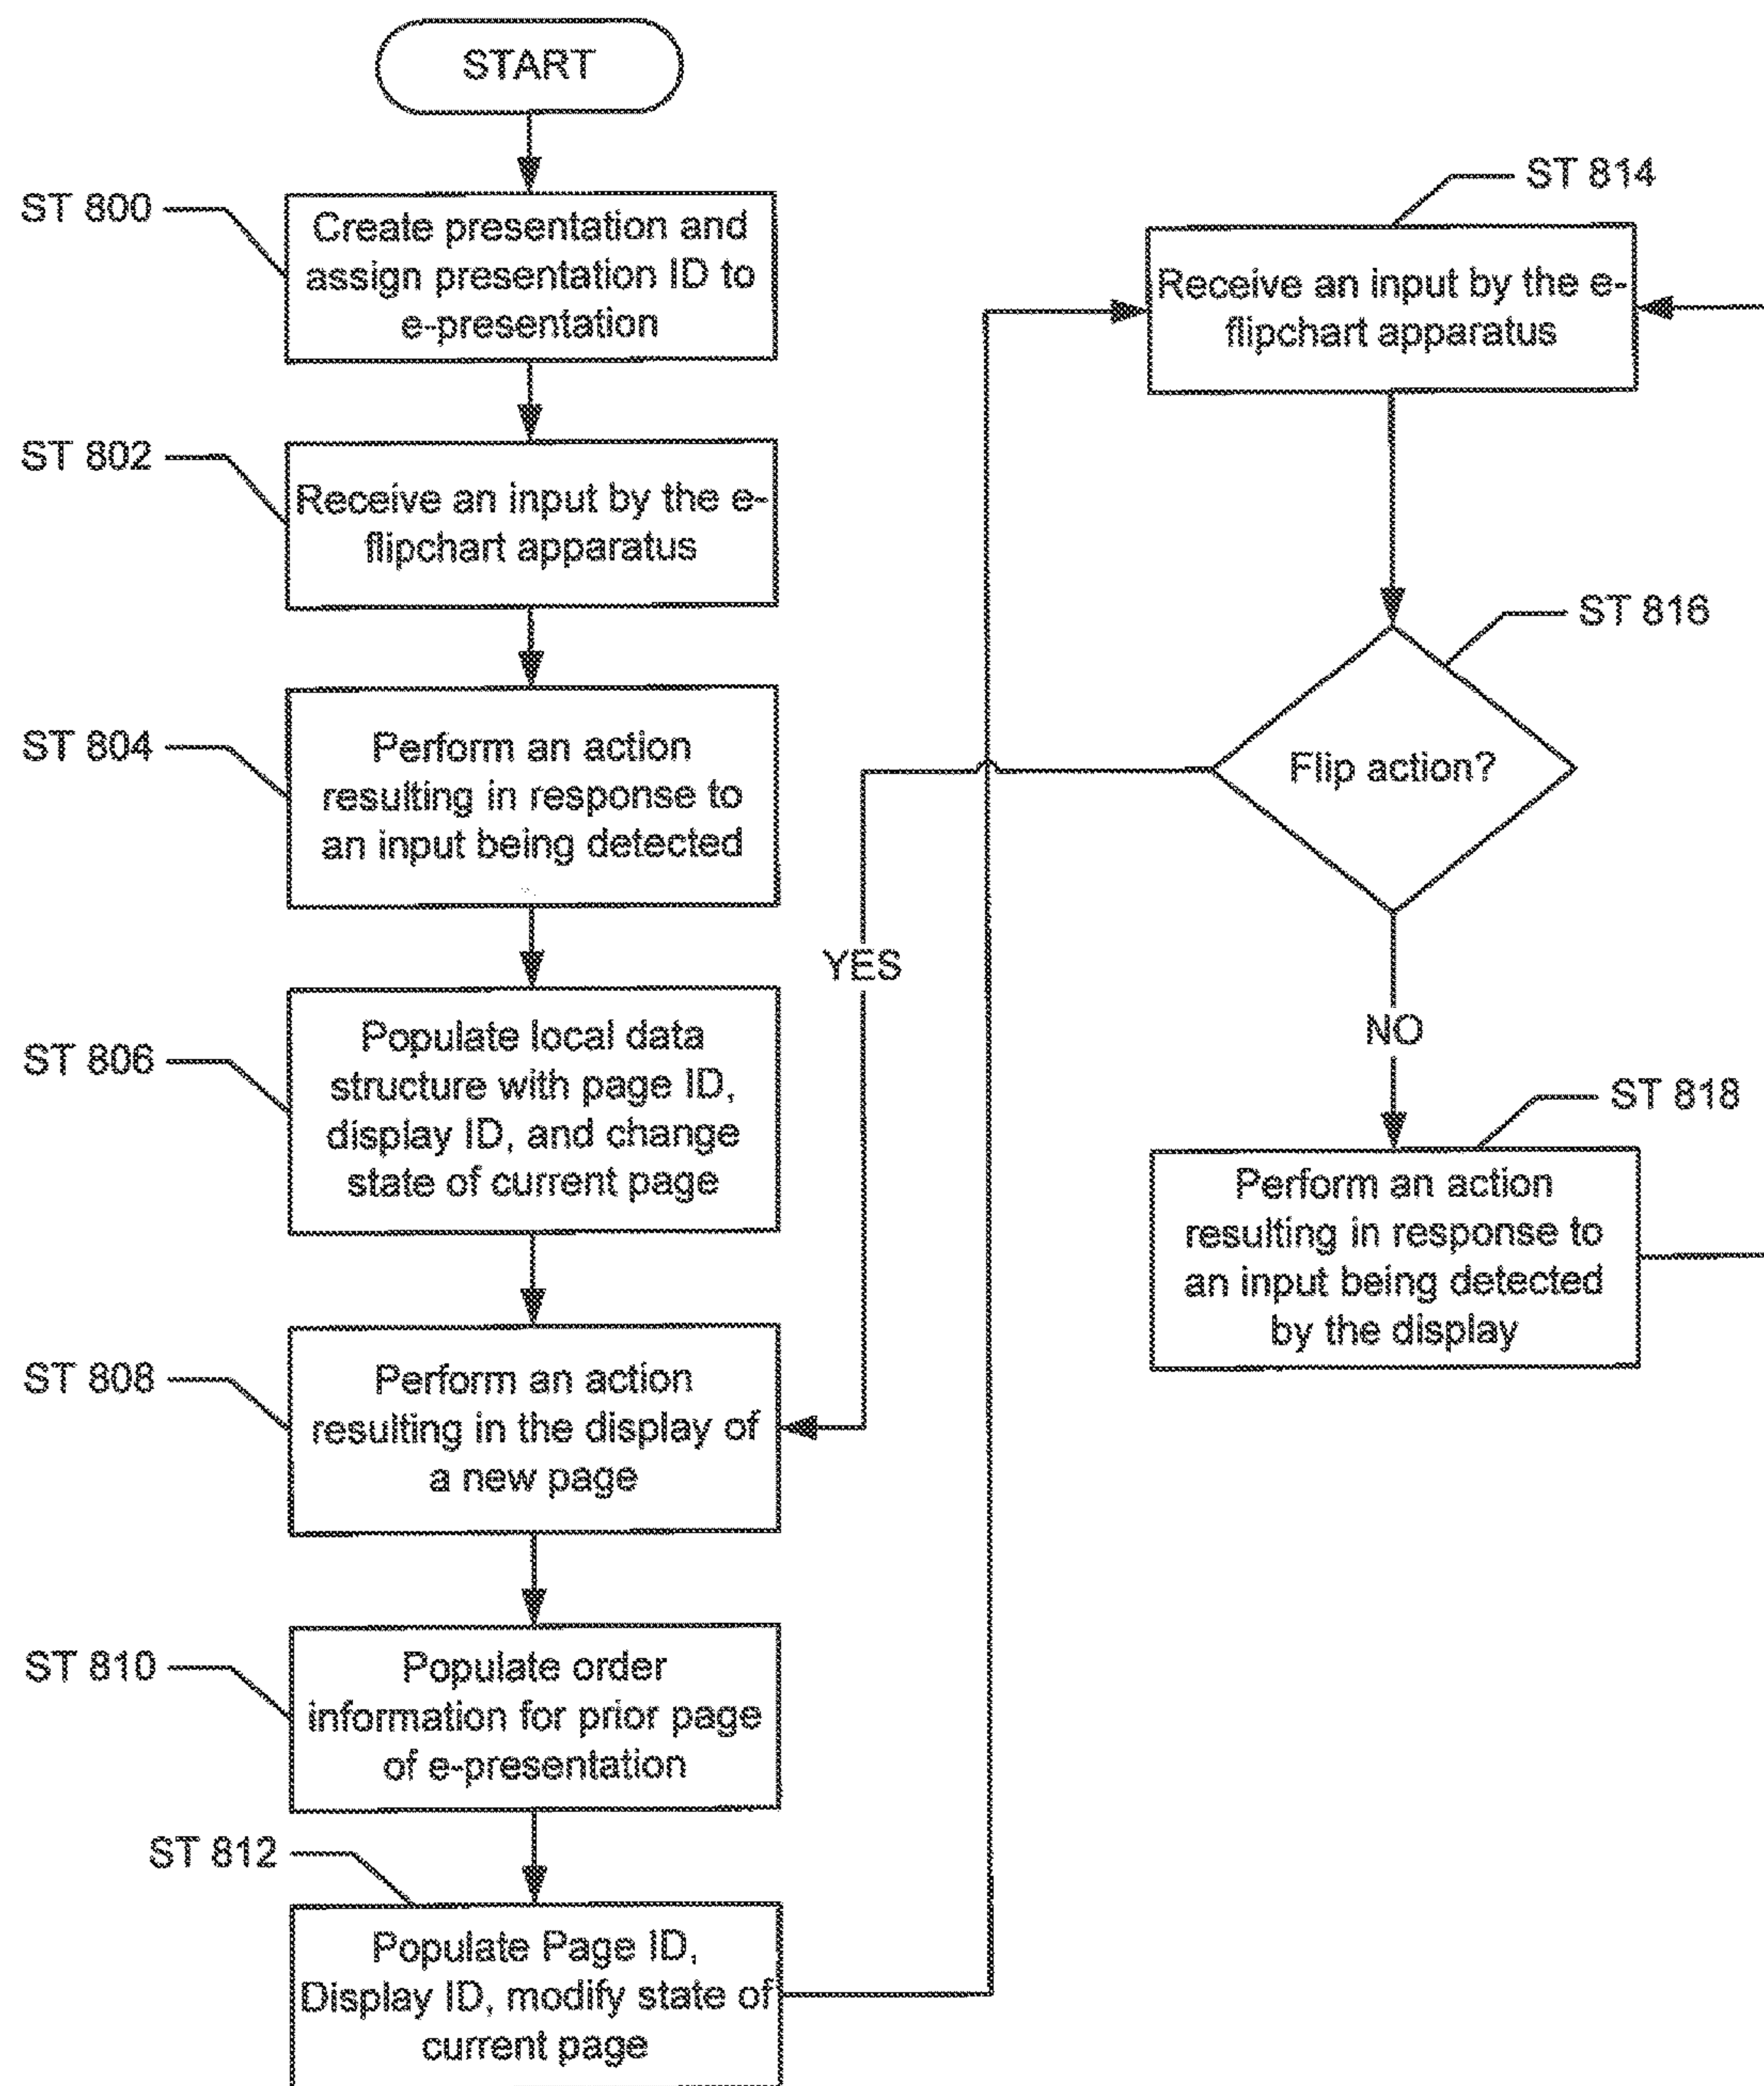 START
ST 800
Create presentation and
assign presentation ID to
e-presentation
ST 802
Receive an input by the e-
flipchart apparatus
ST 804
Perform an action
resulting in response to
an input being detected
ST 806
Populate local data
structure with page ID,
display ID, and change
state of current page
ST 808
Perform an action
resulting in the display of
a new page
ST 810
Populate order
information for prior page
of e-presentation
ST 812
Populate Page ID,
Display ID, modify state of
current page
YES
ST 814
Receive an input by the e-
flipchart apparatus
ST 816
Flip action?
NO
ST 818
Perform an action
resulting in response to
an input being detected
by the display